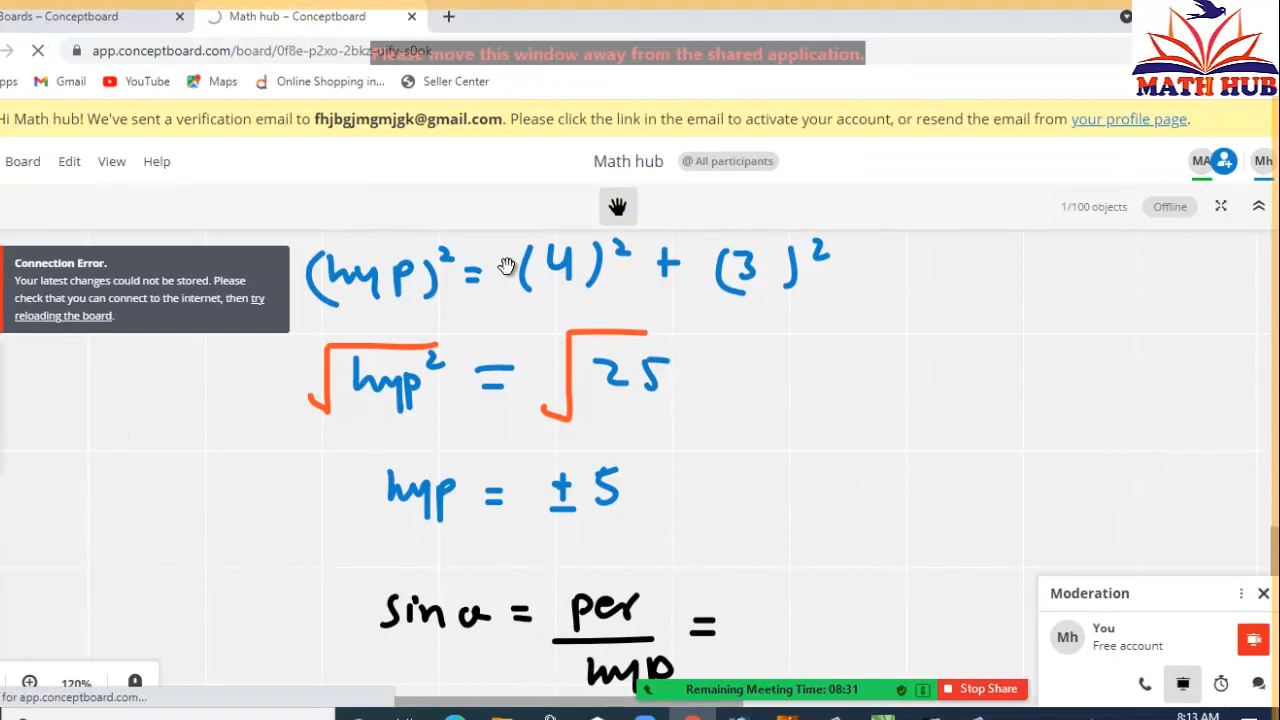 Boards – Conceptboard
Math hub – Conceptboard
MATH HUB
app.conceptboard.com/board/0f8e-p2xo-2bkz-uify-s0ok
Please move this window away from the shared application.
pps Gmail YouTube Maps Online Shopping in... Seller Center
Hi Math hub! We've sent a verification email to fhjbgjmgmjgk@gmail.com. Please click the link in the email to activate your account, or resend the email from your profile page.
Board Edit View Help
Math hub @ All participants
MA Mh
1/100 objects Offline
Connection Error.
Your latest changes could not be stored. Please
check that you can connect to the internet, then try
reloading the board.
(hyp)² = (4)² + (3)²
√hyp² = √25
hyp = ± 5
sin α = per/hyp =
Moderation
Mh You
Free account
120%
for app.conceptboard.com...
Remaining Meeting Time: 08:31 Stop Share
8:13 AM